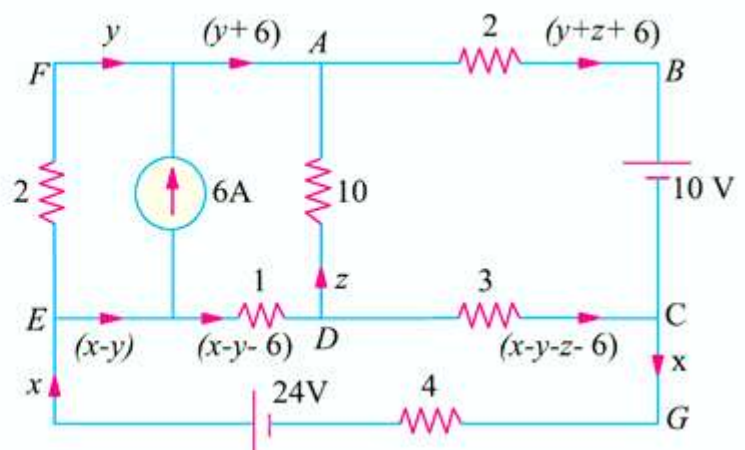 y (y+ 6) A 2 (y+z+ 6)
F B
2 6A 10 10 V
1 z 3
E (x-y) (x-y- 6) D (x-y-z- 6) C
x 24V 4 x
G